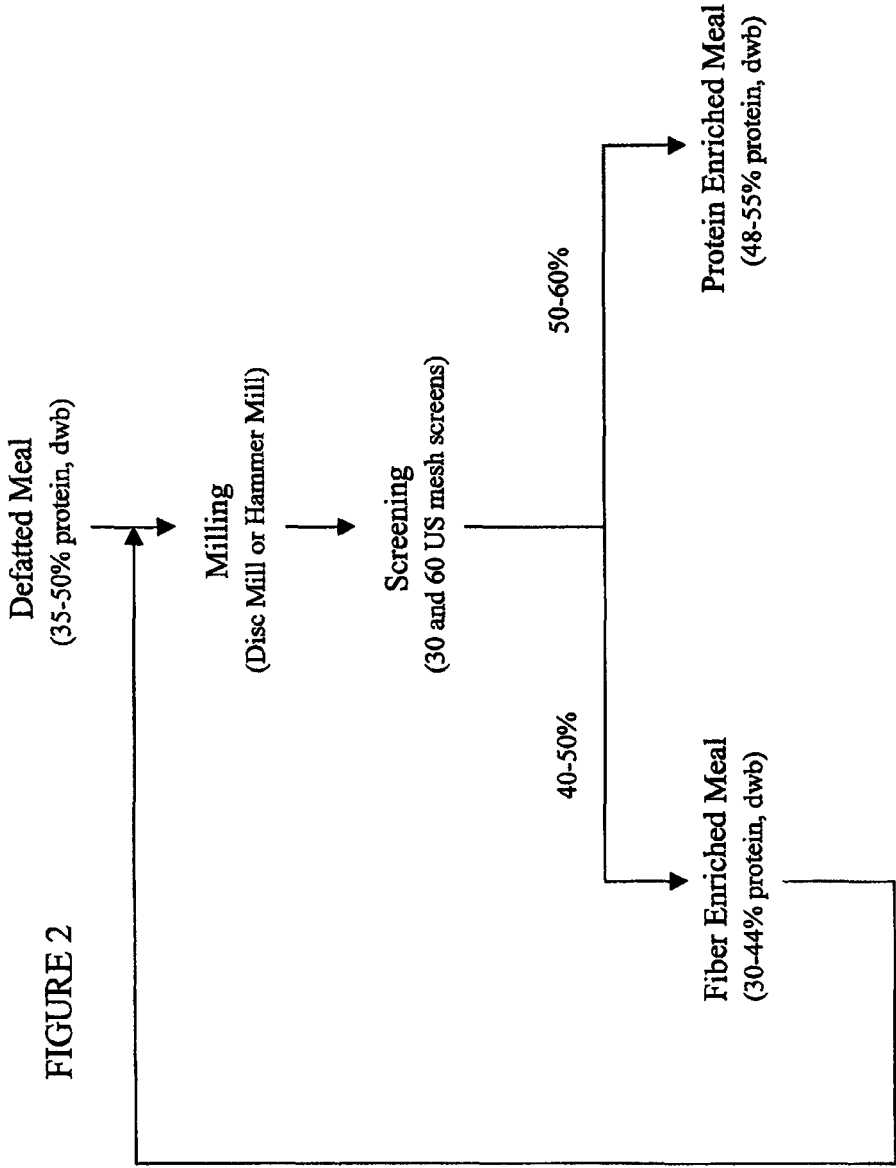 FIGURE 2
Defatted Meal
(35-50% protein, dwb)
Milling
(Disc Mill or Hammer Mill)
Screening
(30 and 60 US mesh screens)
40-50%
50-60%
Fiber Enriched Meal
(30-44% protein, dwb)
Protein Enriched Meal
(48-55% protein, dwb)